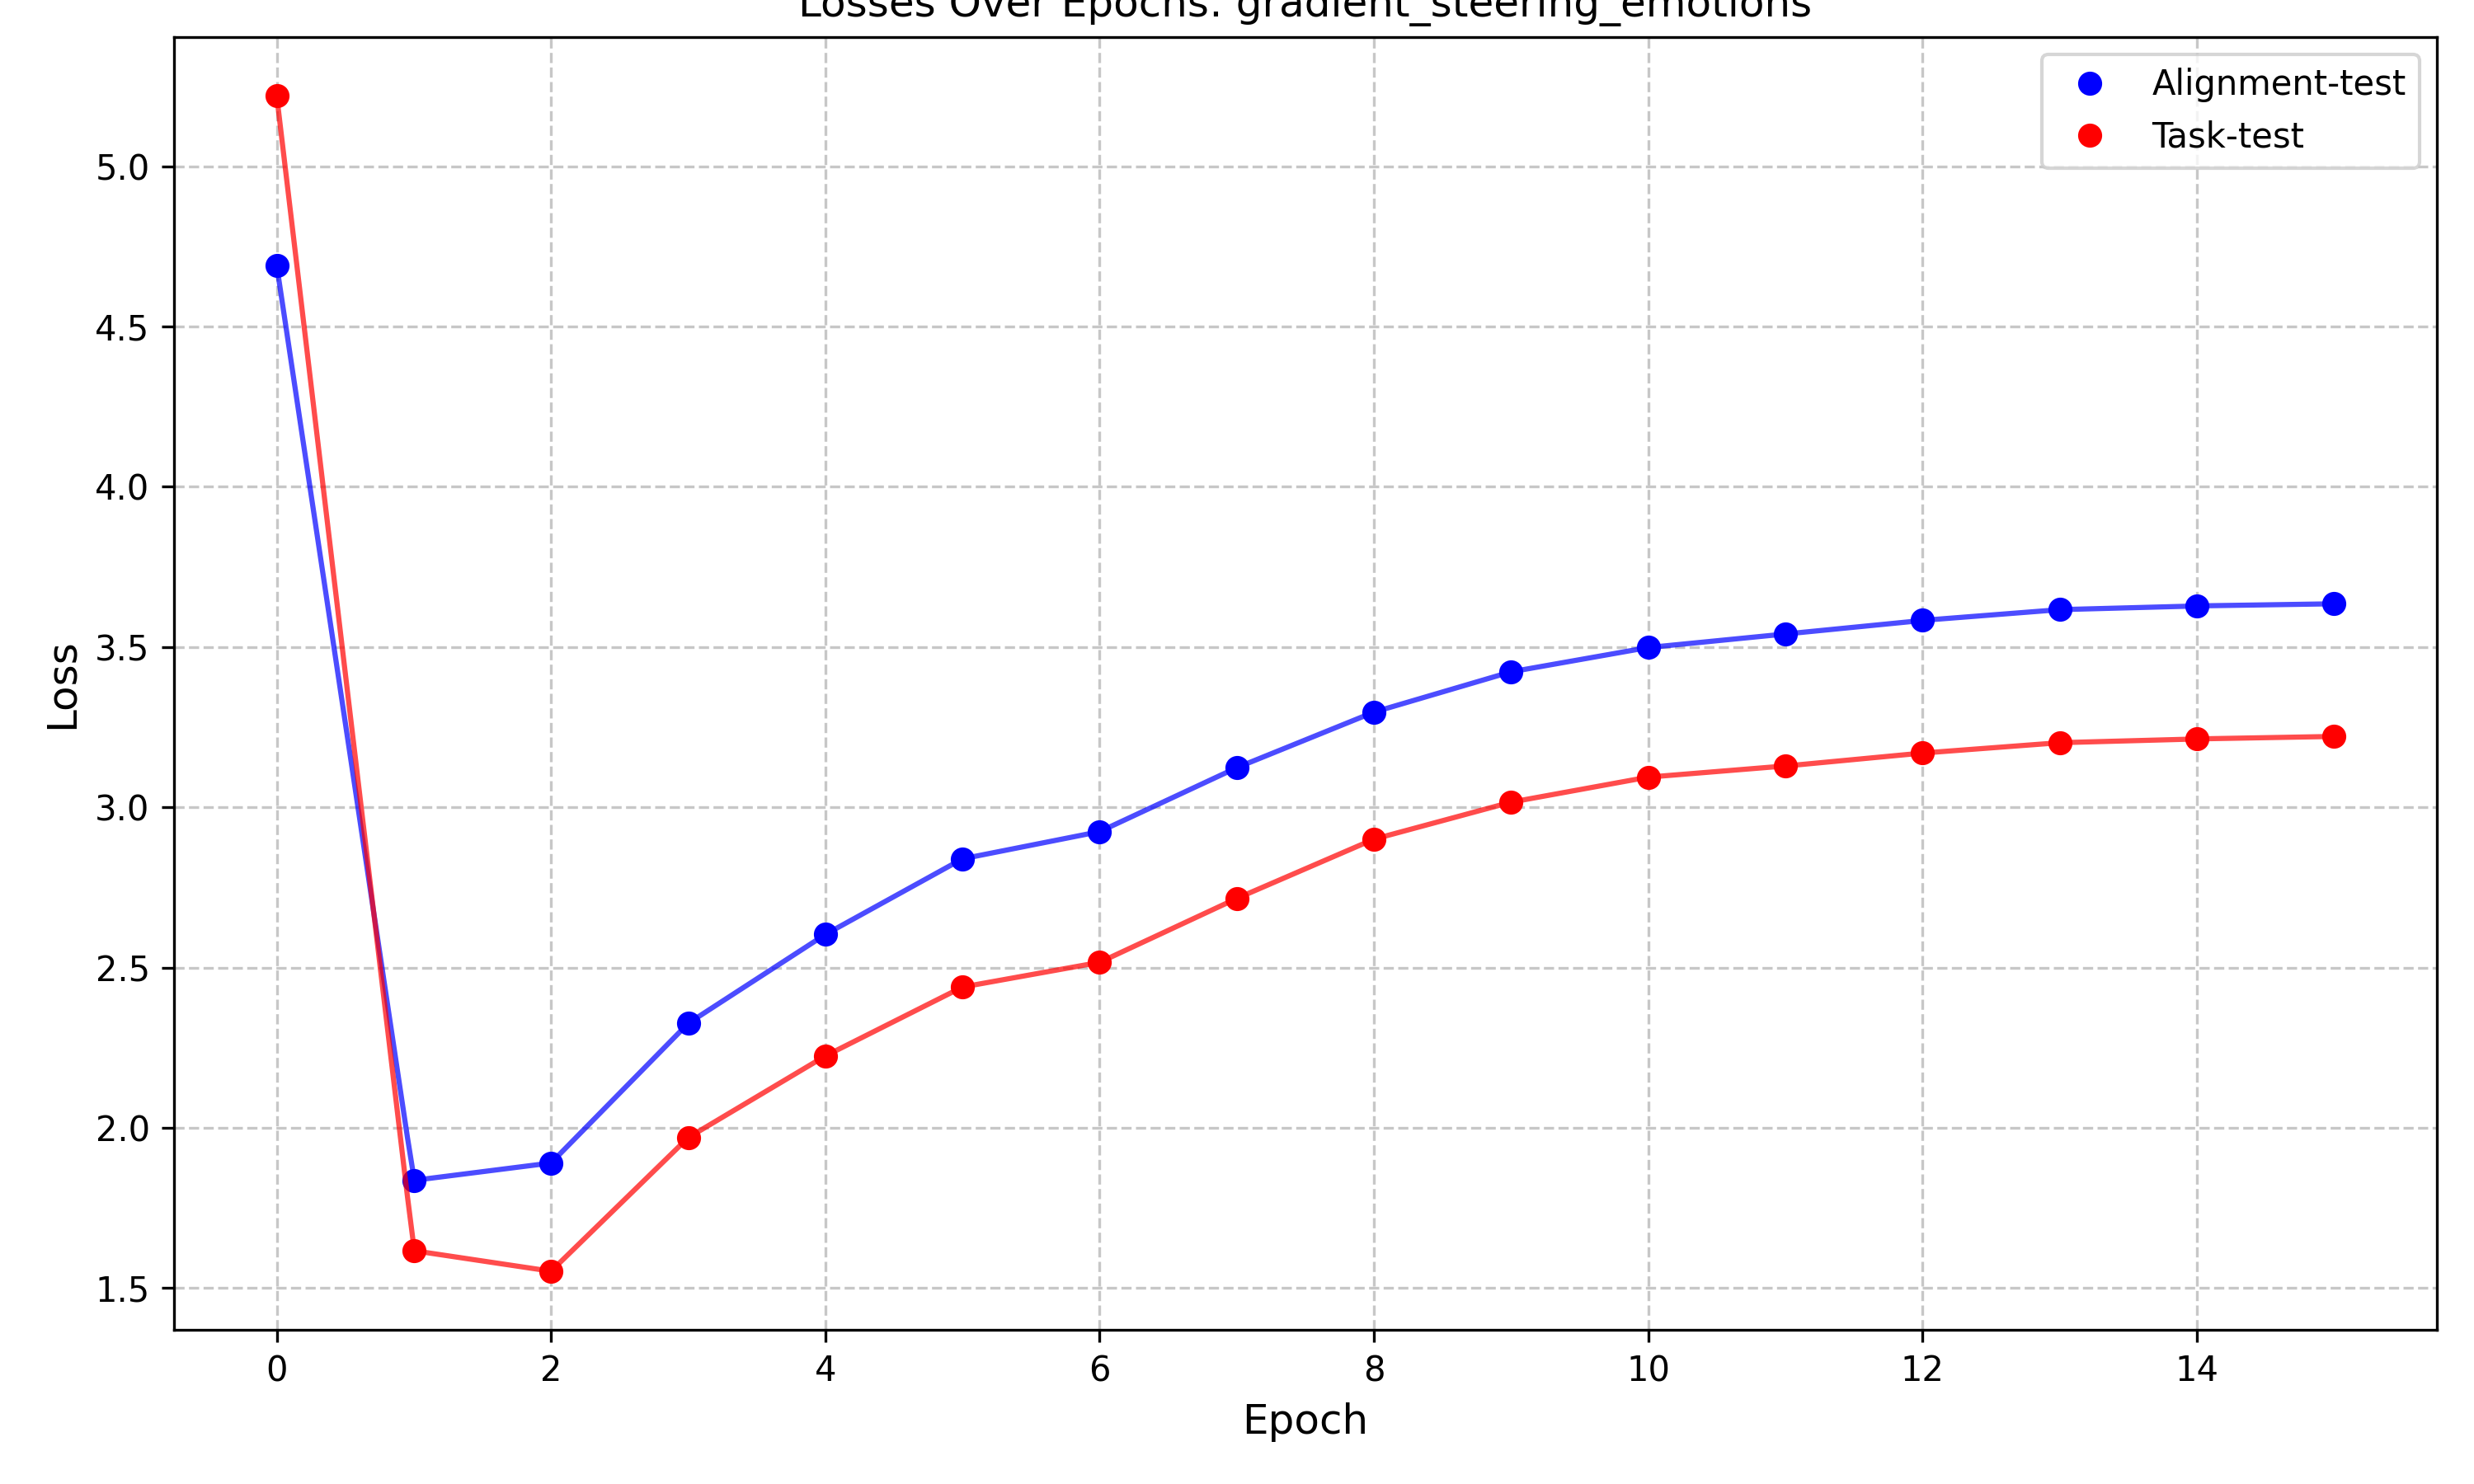 Losses Over Epochs: gradient_steering_emotions
Alignment-test
Task-test
5.0
4.5
4.0
3.5
3.0
2.5
2.0
1.5
Loss
0 2 4 6 8 10 12 14
Epoch